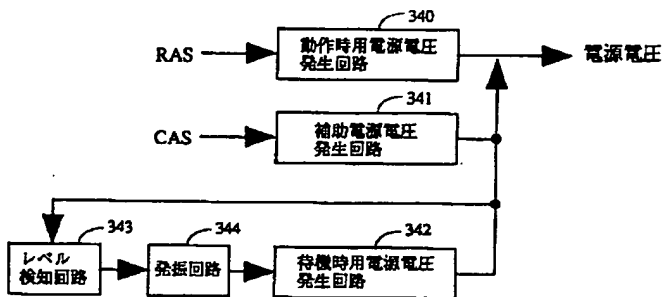 340
RAS
動作時用電源電圧
発生回路
電源電圧
341
CAS
補助電源電圧
発生回路
343
レベル
検知回路
344
発振回路
342
待機時用電源電圧
発生回路